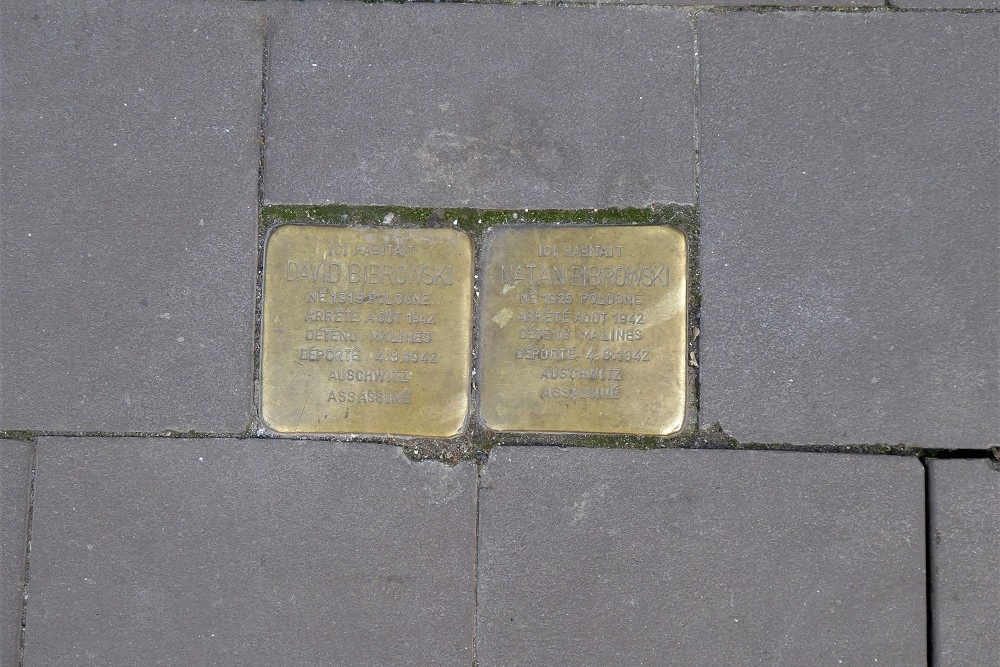 ICI HABITAIT
DAVID BIBROWSKI
NÉ 1919 POLOGNE
ARRÊTÉ AOÛT 1942
DÉTENU MALINES
DÉPORTÉ 4.8.1942
AUSCHWITZ
ASSASSINÉ
ICI HABITAIT
NATAN BIBROWSKI
NÉ 1925 POLOGNE
ARRÊTÉ AOÛT 1942
DÉTENU MALINES
DÉPORTÉ 4.8.1942
AUSCHWITZ
ASSASSINÉ